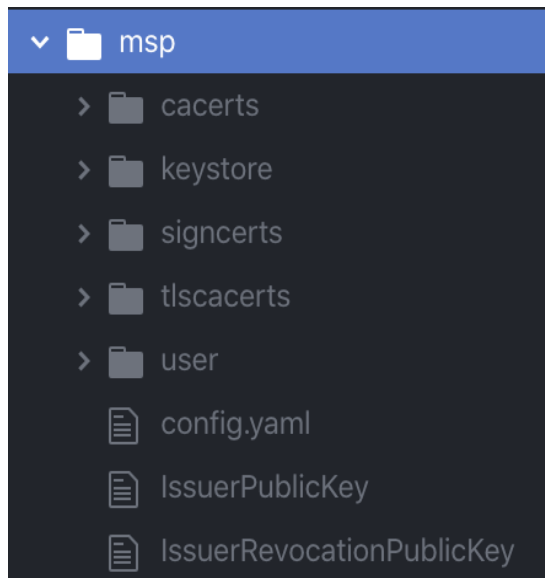 msp
cacerts
keystore
signcerts
tlscacerts
user
config.yaml
IssuerPublicKey
IssuerRevocationPublicKey